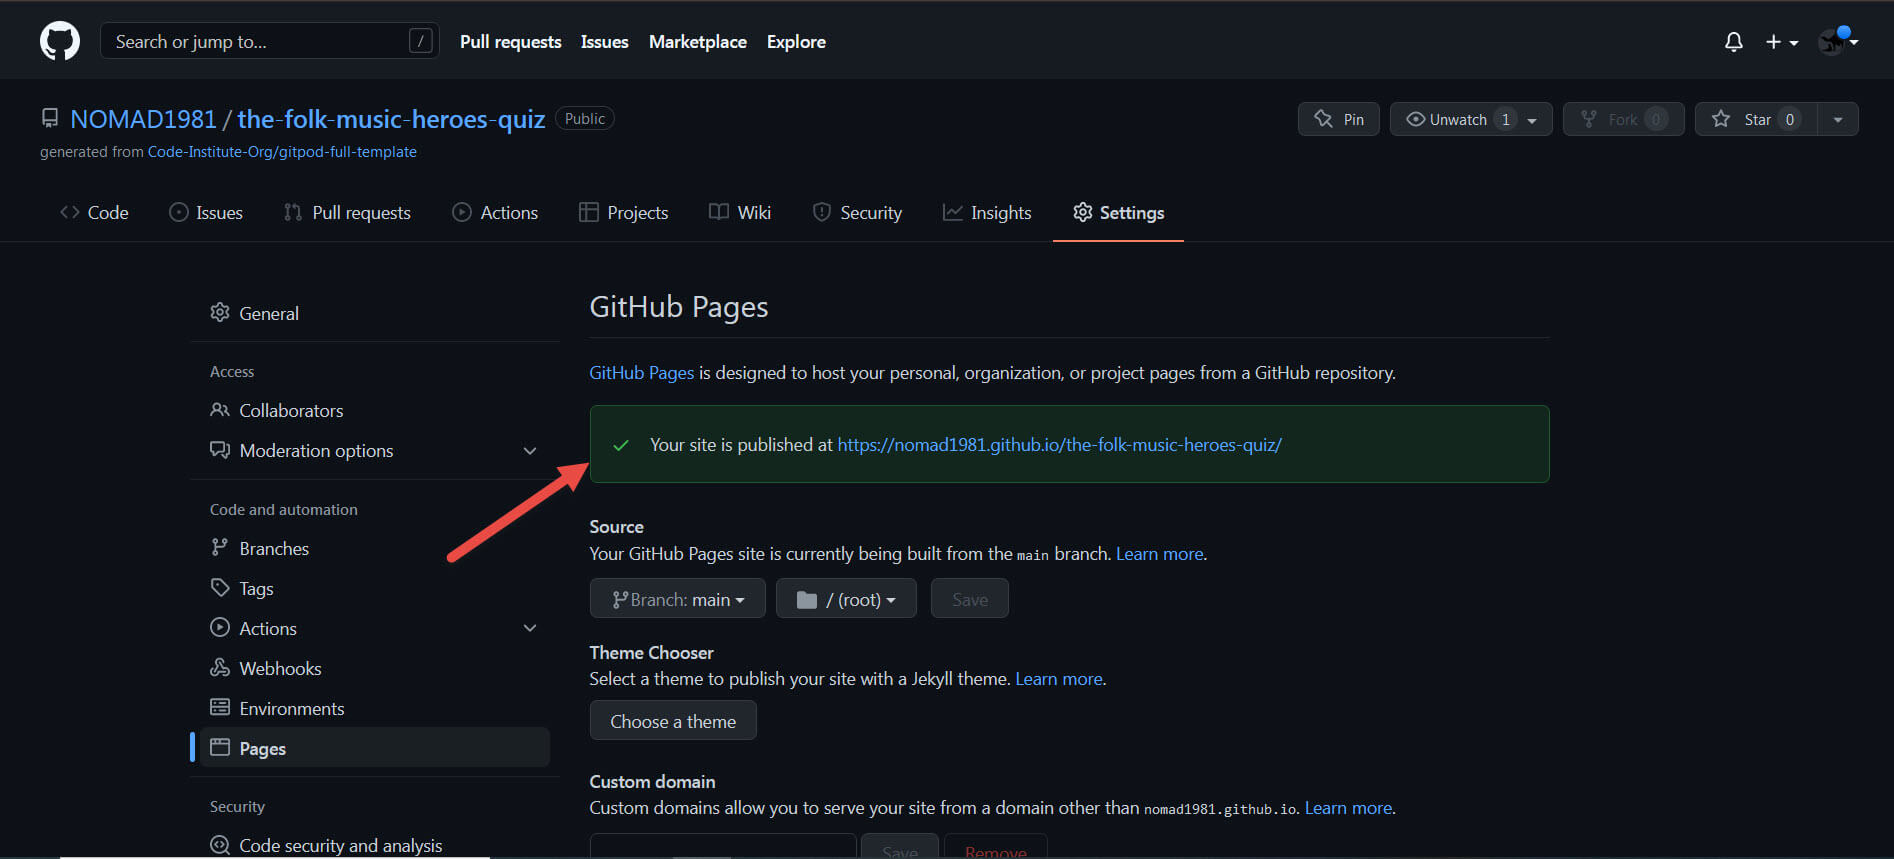 Search or jump to... /
Pull requests Issues Marketplace Explore
NOMAD1981 / the-folk-music-heroes-quiz Public
Pin Unwatch 1 Fork 0 Star 0
generated from Code-Institute-Org/gitpod-full-template
Code Issues Pull requests Actions Projects Wiki Security Insights Settings
General
Access
Collaborators
Moderation options
Code and automation
Branches
Tags
Actions
Webhooks
Environments
Pages
Security
Code security and analysis
GitHub Pages
GitHub Pages is designed to host your personal, organization, or project pages from a GitHub repository.
Your site is published at https://nomad1981.github.io/the-folk-music-heroes-quiz/
Source
Your GitHub Pages site is currently being built from the main branch. Learn more.
Branch: main / (root) Save
Theme Chooser
Select a theme to publish your site with a Jekyll theme. Learn more.
Choose a theme
Custom domain
Custom domains allow you to serve your site from a domain other than nomad1981.github.io. Learn more.
Save Remove